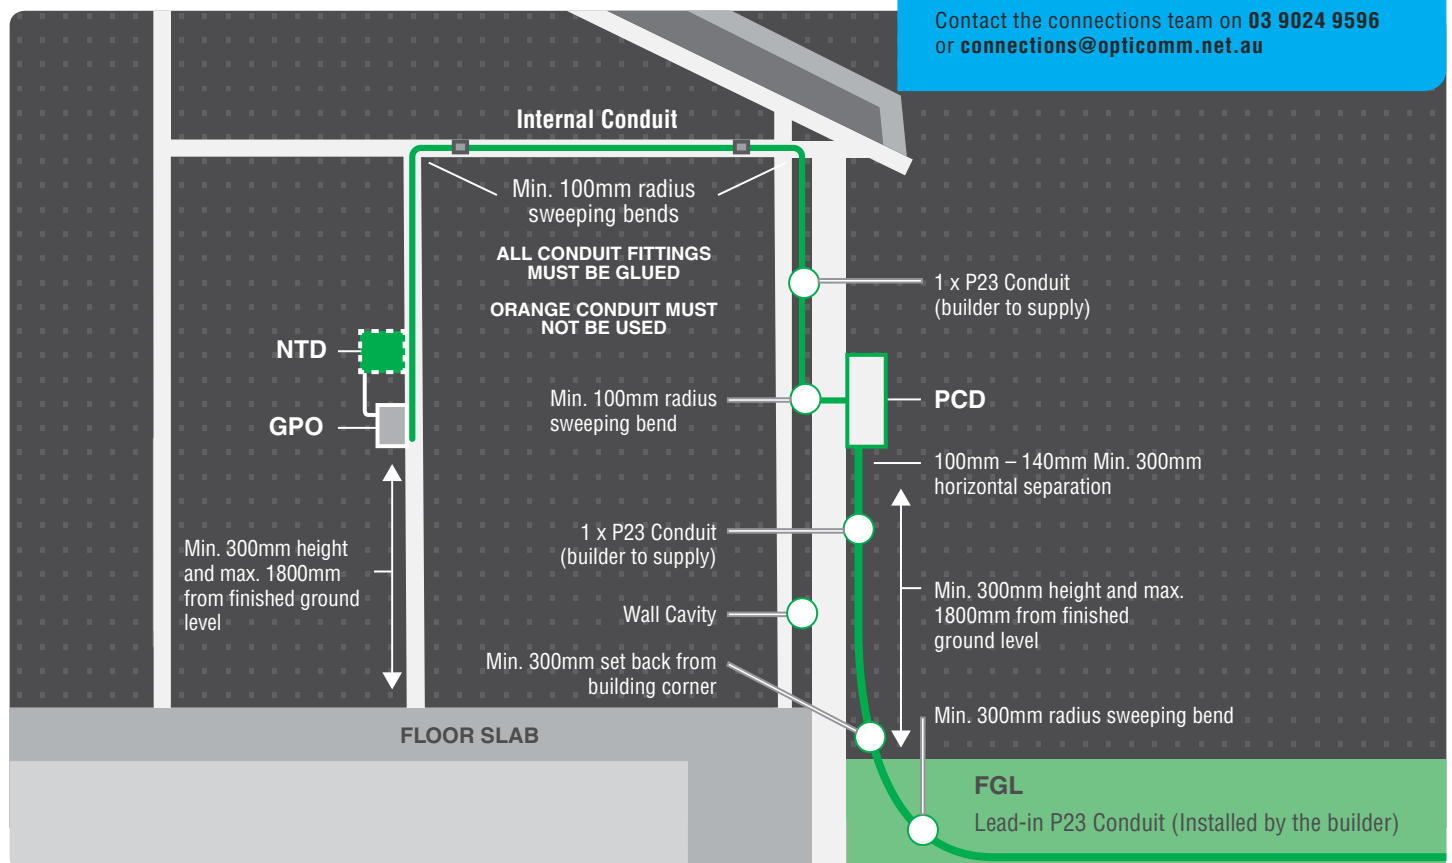 Contact the connections team on 03 9024 9596
or connections@opticomm.net.au
Internal Conduit
Min. 100mm radius
sweeping bends
ALL CONDUIT FITTINGS
MUST BE GLUED
ORANGE CONDUIT MUST
NOT BE USED
1 x P23 Conduit
(builder to supply)
NTD
GPO
Min. 100mm radius
sweeping bend
PCD
100mm – 140mm Min. 300mm
horizontal separation
1 x P23 Conduit
(builder to supply)
Min. 300mm height
and max. 1800mm
from finished ground
level
Wall Cavity
Min. 300mm height and max.
1800mm from finished
ground level
Min. 300mm set back from
building corner
Min. 300mm radius sweeping bend
FLOOR SLAB
FGL
Lead-in P23 Conduit (Installed by the builder)